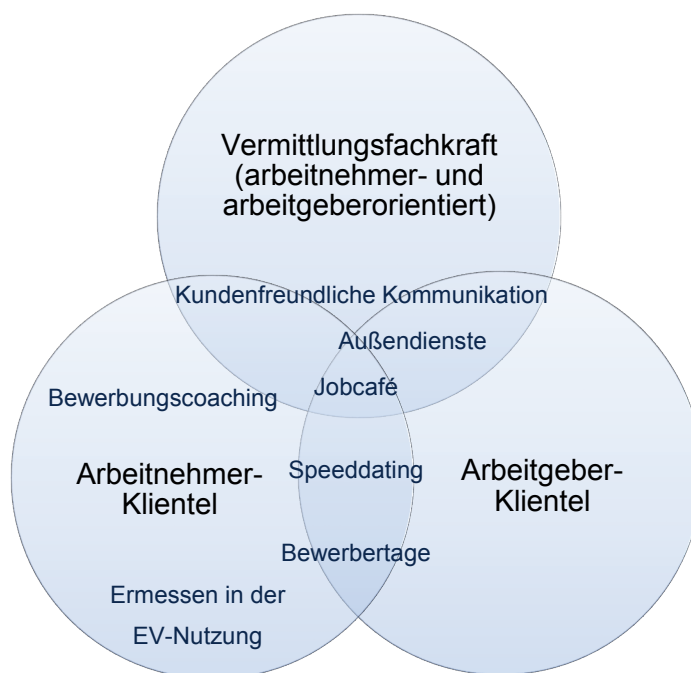 Vermittlungsfachkraft
(arbeitnehmer- und
arbeitgeberorientiert)
Kundenfreundliche Kommunikation
Außendienste
Jobcafé
Bewerbungscoaching
Arbeitnehmer-
Klientel
Speeddating
Arbeitgeber-
Klientel
Bewerbertage
Ermessen in der
EV-Nutzung